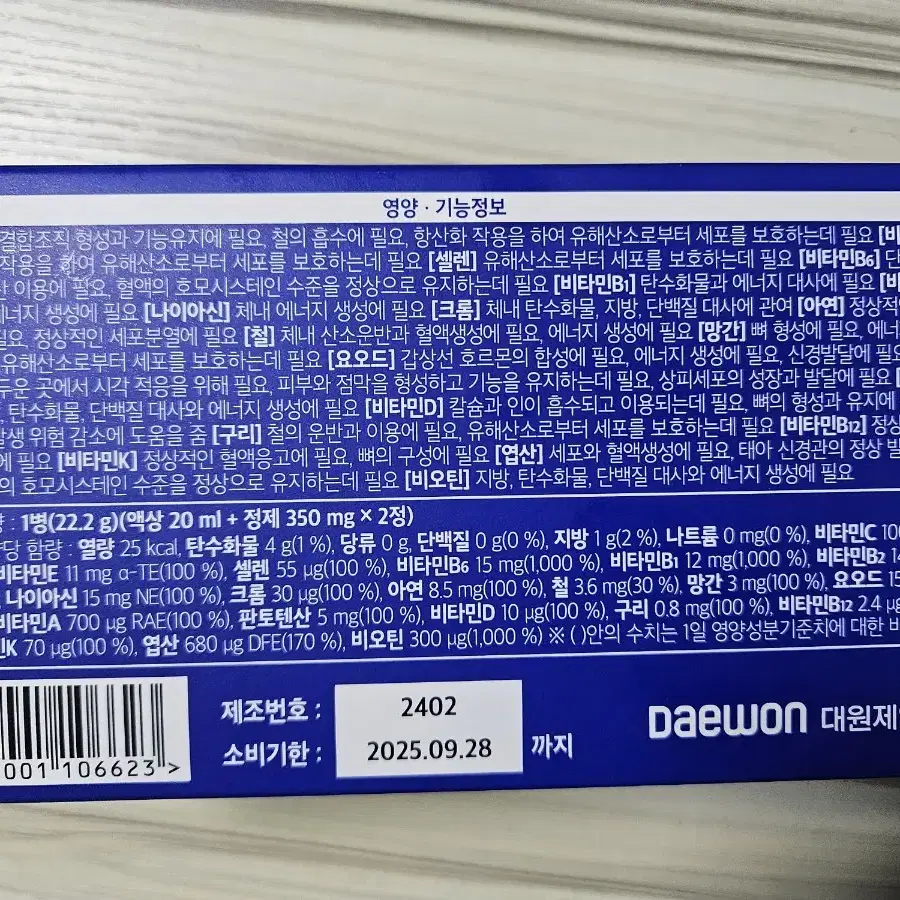 영양 · 기능정보
결합조직 형성과 기능유지에 필요, 철의 흡수에 필요, 항산화 작용을 하여 유해산소로부터 세포를 보호하는데 필요 [비
작용을 하여 유해산소로부터 세포를 보호하는데 필요 [셀렌] 유해산소로부터 세포를 보호하는데 필요 [비타민B6] 단
이용에 필요, 혈액의 호모시스테인 수준을 정상으로 유지하는데 필요 [비타민B1] 탄수화물과 에너지 대사에 필요 [비
에너지 생성에 필요 [나이아신] 체내 에너지 생성에 필요 [크롬] 체내 탄수화물, 지방, 단백질 대사에 관여 [아연] 정상적
필요, 정상적인 세포분열에 필요 [철] 체내 산소운반과 혈액생성에 필요, 에너지 생성에 필요 [망간] 뼈 형성에 필요, 에너
유해산소로부터 세포를 보호하는데 필요 [요오드] 갑상선 호르몬의 합성에 필요, 에너지 생성에 필요, 신경발달에 필요
두운 곳에서 시각 적응을 위해 필요, 피부와 점막을 형성하고 기능을 유지하는데 필요, 상피세포의 성장과 발달에 필요 [
탄수화물, 단백질 대사와 에너지 생성에 필요 [비타민D] 칼슘과 인이 흡수되고 이용되는데 필요, 뼈의 형성과 유지에
발생 위험 감소에 도움을 줌 [구리] 철의 운반과 이용에 필요, 유해산소로부터 세포를 보호하는데 필요 [비타민B12] 정상
에 필요 [비타민K] 정상적인 혈액응고에 필요, 뼈의 구성에 필요 [엽산] 세포와 혈액생성에 필요, 태아 신경관의 정상 발
의 호모시스테인 수준을 정상으로 유지하는데 필요 [비오틴] 지방, 탄수화물, 단백질 대사와 에너지 생성에 필요
: 1병(22.2 g)(액상 20 ml + 정제 350 mg × 2정)
당 함량 : 열량 25 kcal, 탄수화물 4 g(1 %), 당류 0 g, 단백질 0 g(0 %), 지방 1 g(2 %), 나트륨 0 mg(0 %), 비타민C 100
비타민E 11 mg α-TE(100 %), 셀렌 55 μg(100 %), 비타민B6 15 mg(1,000 %), 비타민B1 12 mg(1,000 %), 비타민B2 14
, 나이아신 15 mg NE(100 %), 크롬 30 μg(100 %), 아연 8.5 mg(100 %), 철 3.6 mg(30 %), 망간 3 mg(100 %), 요오드 15
비타민A 700 μg RAE(100 %), 판토텐산 5 mg(100 %), 비타민D 10 μg(100 %), 구리 0.8 mg(100 %), 비타민B12 2.4 μg
민K 70 μg(100 %), 엽산 680 μg DFE(170 %), 비오틴 300 μg(1,000 %) ※ ( )안의 수치는 1일 영양성분기준치에 대한 비
001106623 >
제조번호 : 2402
소비기한 : 2025.09.28 까지
Daewon 대원제